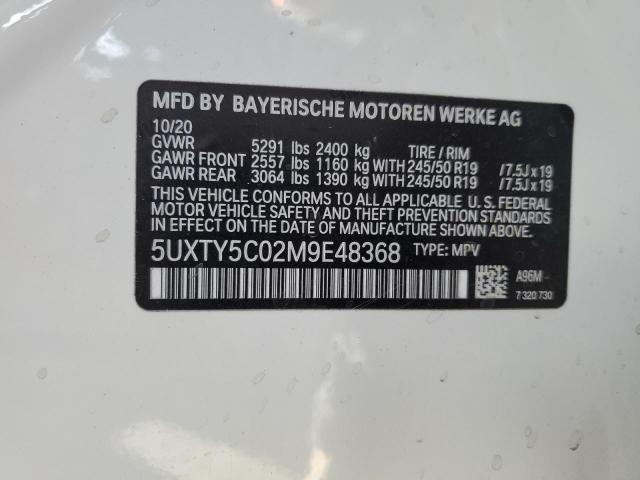 MFD BY BAYERISCHE MOTOREN WERKE AG
10/20
GVWR 5291 lbs 2400 kg TIRE / RIM
GAWR FRONT 2557 lbs 1160 kg WITH 245/50 R19 /7.5J x 19
GAWR REAR 3064 lbs 1390 kg WITH 245/50 R19 /7.5J x 19
THIS VEHICLE CONFORMS TO ALL APPLICABLE U. S. FEDERAL
MOTOR VEHICLE SAFETY AND THEFT PREVENTION STANDARDS
IN EFFECT ON THE DATE OF MANUFACTURE SHOWN ABOVE.
5UXTY5C02M9E48368 TYPE: MPV
A96M
7 320 730